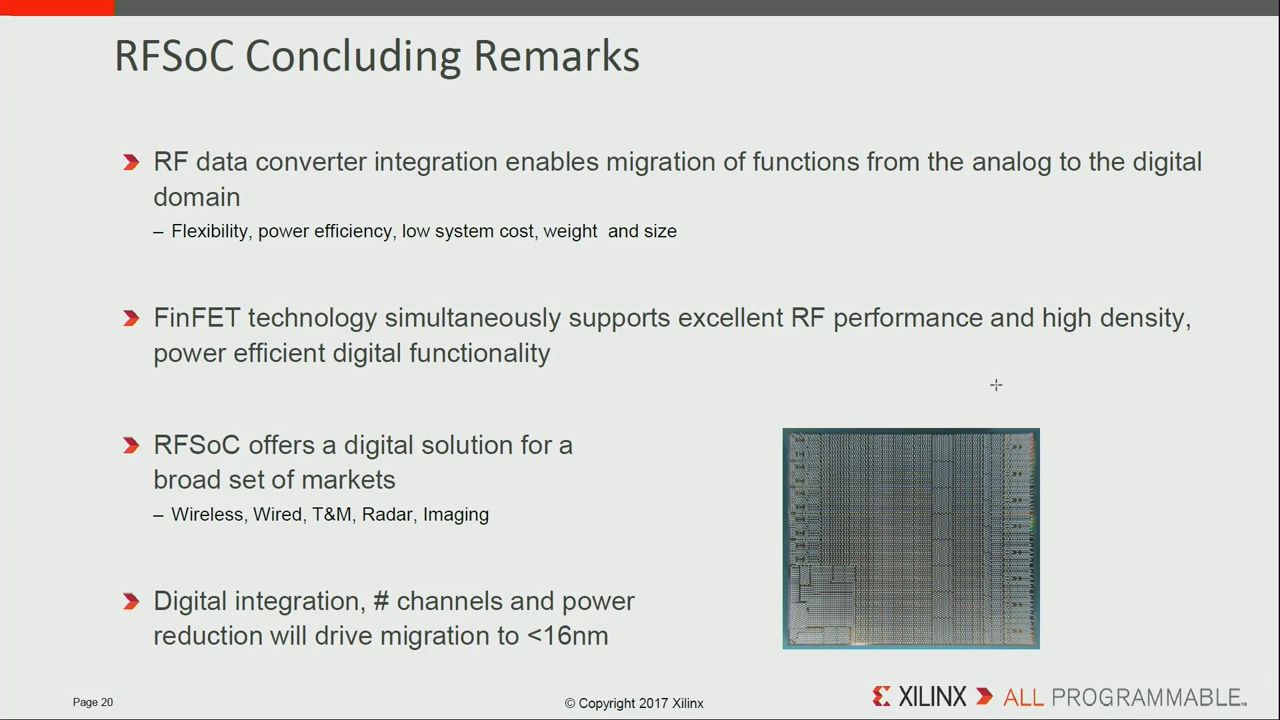 RFSoC Concluding Remarks
RF data converter integration enables migration of functions from the analog to the digital
domain
– Flexibility, power efficiency, low system cost, weight and size
FinFET technology simultaneously supports excellent RF performance and high density,
power efficient digital functionality
RFSoC offers a digital solution for a
broad set of markets
– Wireless, Wired, T&M, Radar, Imaging
Digital integration, # channels and power
reduction will drive migration to <16nm
Page 20
© Copyright 2017 Xilinx
XILINX ALL PROGRAMMABLE™